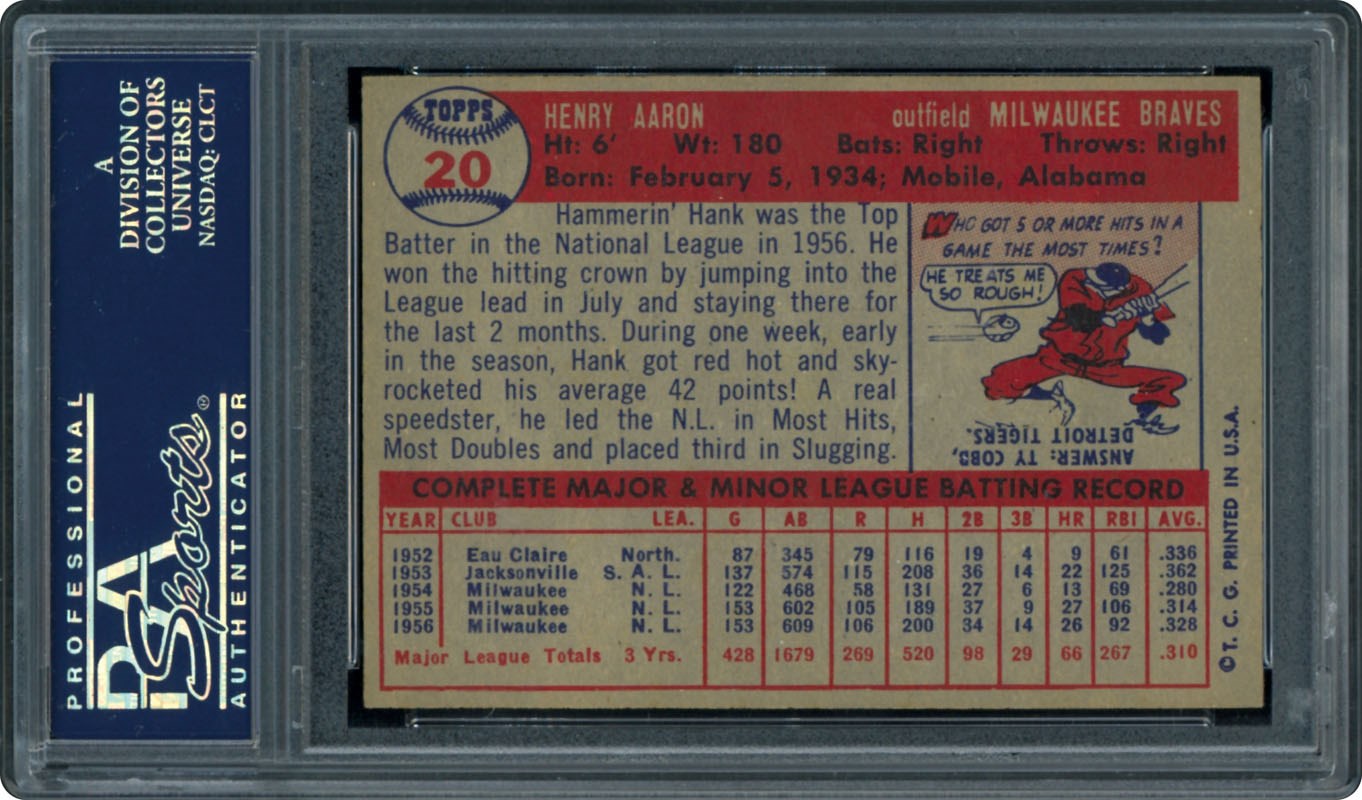 A
DIVISION OF
COLLECTORS
UNIVERSE
NASDAQ: CLCT
PROFESSIONAL
PSA
Sports
AUTHENTICATOR
TOPPS
20
HENRY AARON outfield MILWAUKEE BRAVES
Ht: 6' Wt: 180 Bats: Right Throws: Right
Born: February 5, 1934; Mobile, Alabama
Hammerin' Hank was the Top
Batter in the National League in 1956. He
won the hitting crown by jumping into the
League lead in July and staying there for
the last 2 months. During one week, early
in the season, Hank got red hot and sky-
rocketed his average 42 points! A real
speedster, he led the N.L. in Most Hits,
Most Doubles and placed third in Slugging.
WHO GOT 5 OR MORE HITS IN A
GAME THE MOST TIMES?
HE TREATS ME
SO ROUGH!
ANSWER: TY COBB,
DETROIT TIGERS.
COMPLETE MAJOR & MINOR LEAGUE BATTING RECORD
YEAR CLUB LEA. G AB R H 2B 3B HR RBI AVG.
1952 Eau Claire North. 87 345 79 116 19 4 9 61 .336
1953 Jacksonville S. A. L. 137 574 115 208 36 14 22 125 .362
1954 Milwaukee N. L. 122 468 58 131 27 6 13 69 .280
1955 Milwaukee N. L. 153 602 105 189 37 9 27 106 .314
1956 Milwaukee N. L. 153 609 106 200 34 14 26 92 .328
Major League Totals 3 Yrs. 428 1679 269 520 98 29 66 267 .310
©T. C. G. PRINTED IN U.S.A.